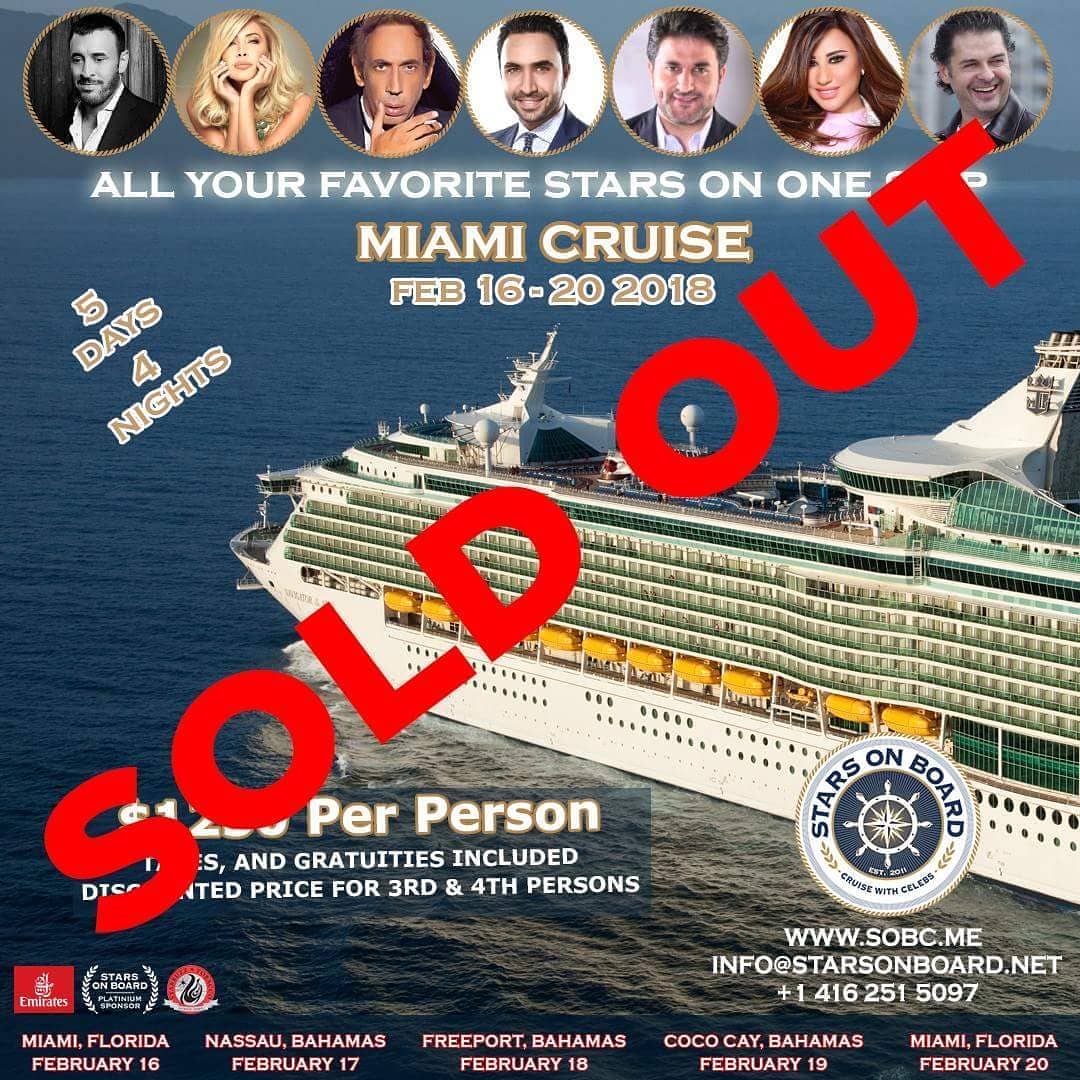 ALL YOUR FAVORITE STARS ON ONE
MIAMI CRUISE
FEB 16 - 20 2018
5
DAYS
4
NIGHTS
SOLD OUT
Per Person
AND GRATUITIES INCLUDED
PRICE FOR 3RD & 4TH PERSONS
STARS ON BOARD
EST. 2011
CRUISE WITH CELEBS
WWW.SOBC.ME
INFO@STARSONBOARD.NET
+1 416 251 5097
Emirates
STARS
ON BOARD
PLATINIUM
SPONSOR
MIAMI, FLORIDA
FEBRUARY 16
NASSAU, BAHAMAS
FEBRUARY 17
FREEPORT, BAHAMAS
FEBRUARY 18
COCO CAY, BAHAMAS
FEBRUARY 19
MIAMI, FLORIDA
FEBRUARY 20